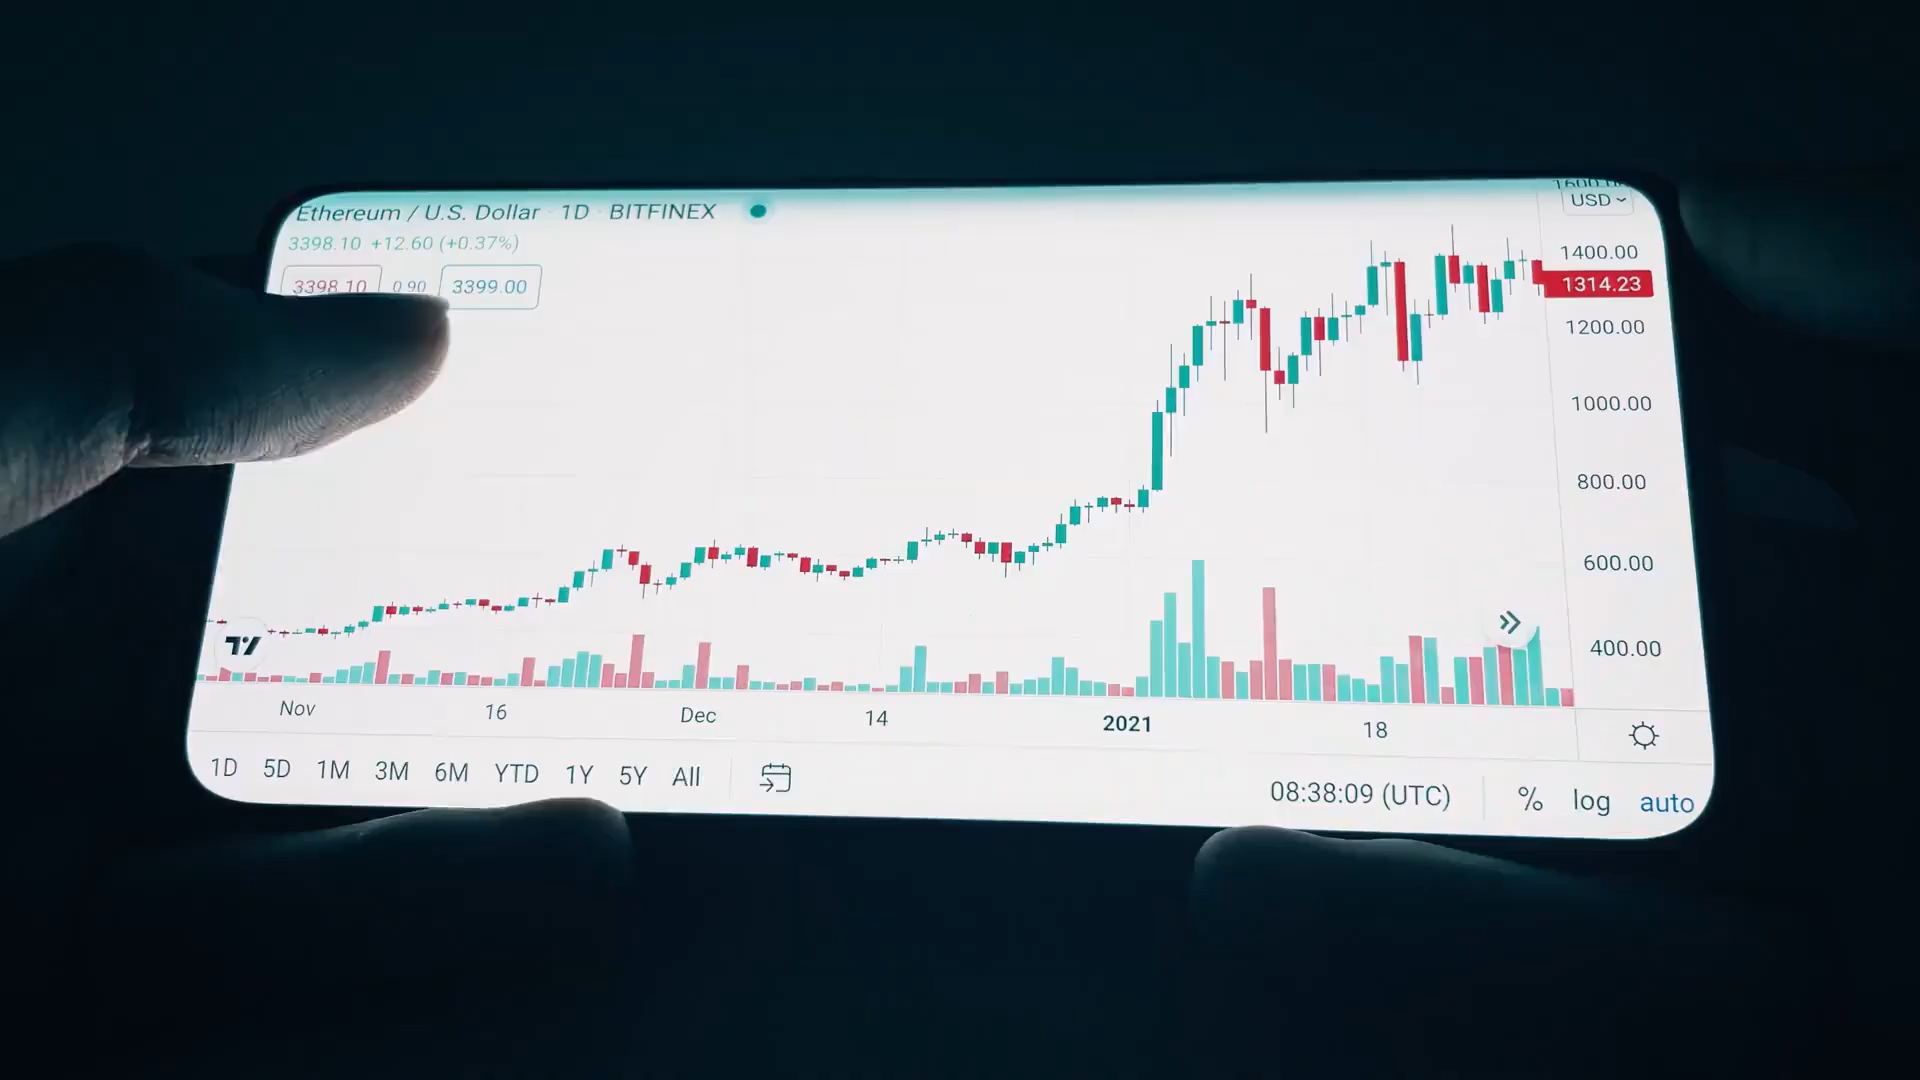 Ethereum / U.S. Dollar · 1D · BITFINEX
3398.10 +12.60 (+0.37%)
3398.10 0.90 3399.00
USD
1400.00
1314.23
1200.00
1000.00
800.00
600.00
400.00
Nov 16 Dec 14 2021 18
1D 5D 1M 3M 6M YTD 1Y 5Y All
08:38:09 (UTC) % log auto